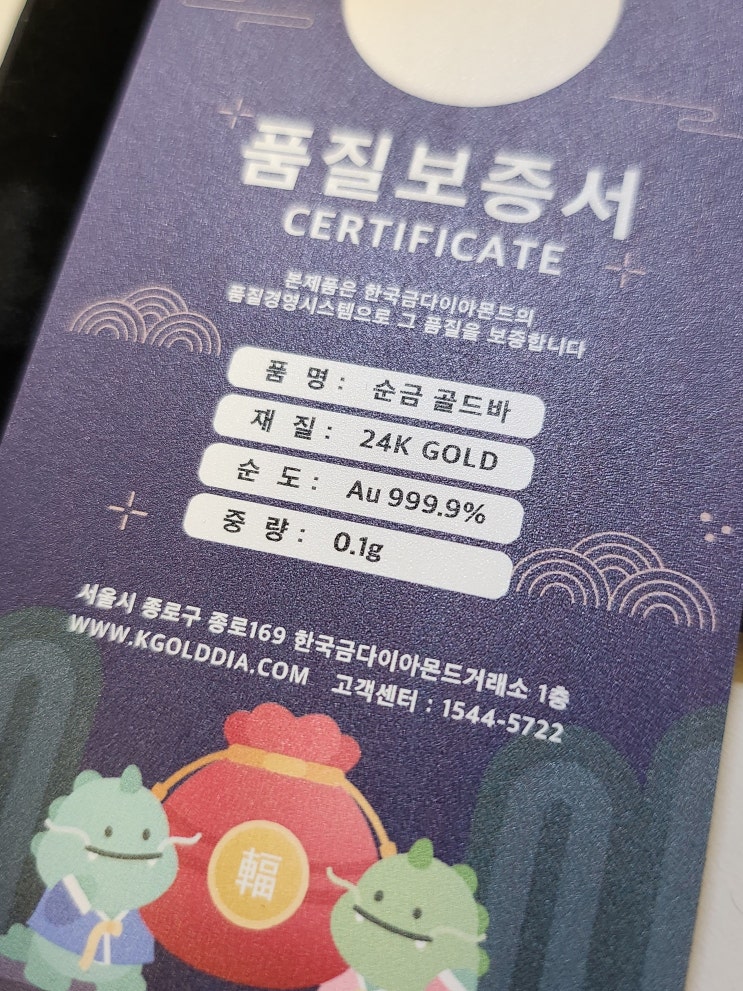 품질보증서
CERTIFICATE
본제품은 한국금다이아몬드의
품질경영시스템으로 그 품질을 보증합니다
품 명 : 순금 골드바
재 질 : 24K GOLD
순 도 : Au 999.9%
중 량 : 0.1g
서울시 종로구 종로169 한국금다이아몬드거래소 1층
WWW.KGOLDDIA.COM 고객센터 : 1544-5722
輻